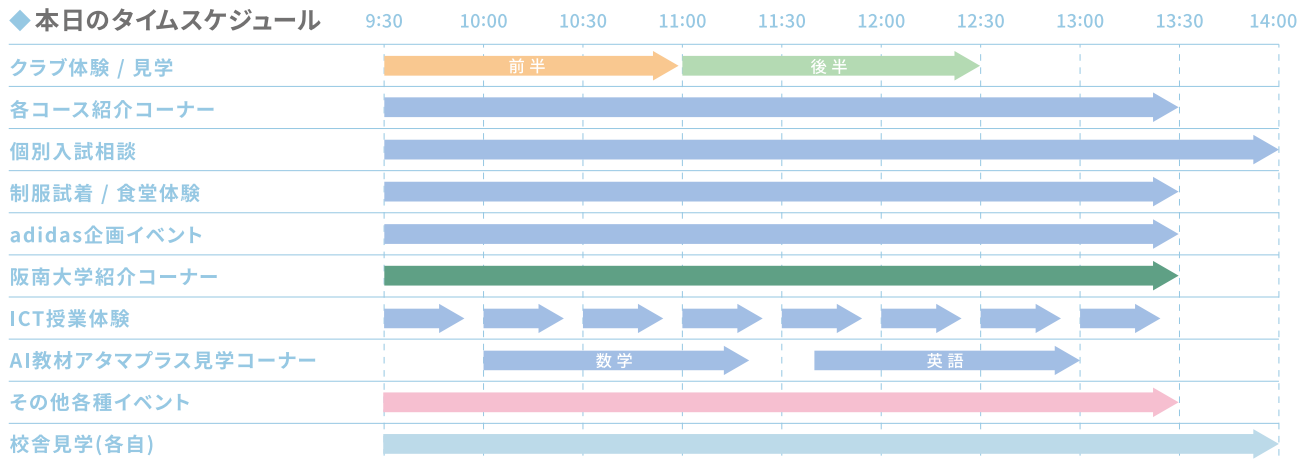 ◆本日のタイムスケジュール 9:30 10:00 10:30 11:00 11:30 12:00 12:30 13:00 13:30 14:00
クラブ体験 / 見学 前半 後半
各コース紹介コーナー
個別入試相談
制服試着 / 食堂体験
adidas企画イベント
阪南大学紹介コーナー
ICT授業体験
AI教材アタマプラス見学コーナー 数学 英語
その他各種イベント
校舎見学(各自)